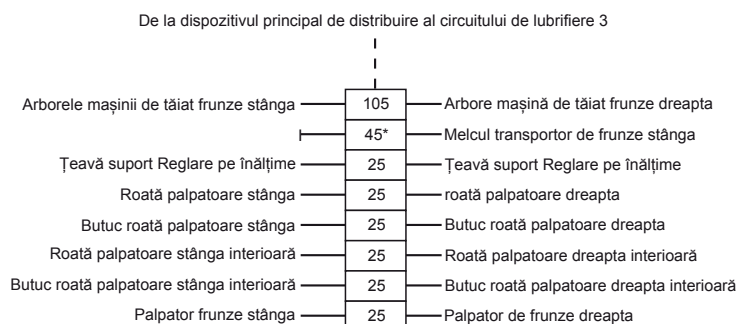 De la dispozitivul principal de distribuire al circuitului de lubrifiere 3
Arborele mașinii de tăiat frunze stânga 105 Arbore mașină de tăiat frunze dreapta
45* Melcul transportor de frunze stânga
Țeavă suport Reglare pe înălțime 25 Țeavă suport Reglare pe înălțime
Roată palpatoare stânga 25 roată palpatoare dreapta
Butuc roată palpatoare stânga 25 Butuc roată palpatoare dreapta
Roată palpatoare stânga interioară 25 Roată palpatoare dreapta interioară
Butuc roată palpatoare stânga interioară 25 Butuc roată palpatoare dreapta interioară
Palpator frunze stânga 25 Palpator de frunze dreapta